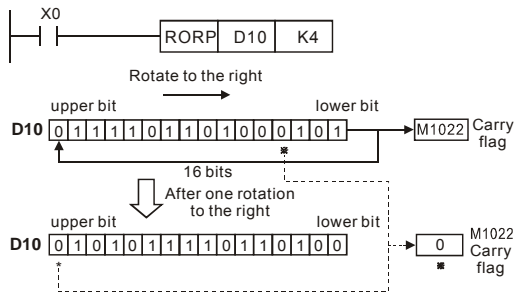 X0
RORP D10 K4
Rotate to the right
upper bit lower bit
D10 0 1 1 1 1 0 1 1 0 1 0 0 0 1 0 1 M1022 Carry flag
※
16 bits
After one rotation
to the right
upper bit lower bit
D10 0 1 0 1 0 1 1 1 1 0 1 1 0 1 0 0 0 M1022 Carry flag
* ※